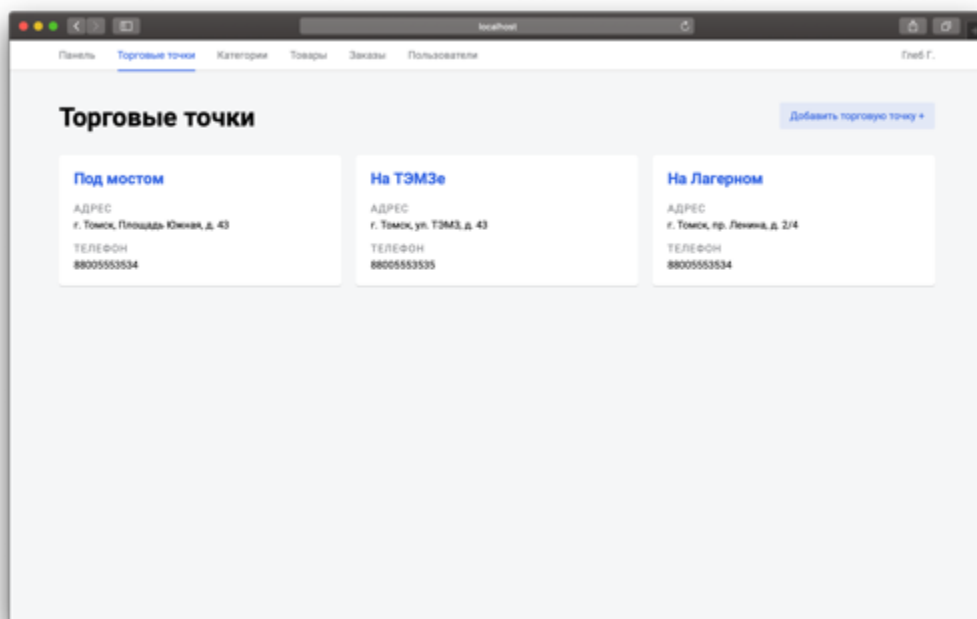 localhost
Панель Торговые точки Категории Товары Заказы Пользователи Глеб Г.
Торговые точки
Добавить торговую точку +
Под мостом
АДРЕС
г. Томск, Площадь Южная, д. 43
ТЕЛЕФОН
88005553534
На ТЭМЗе
АДРЕС
г. Томск, ул. ТЭМЗ, д. 43
ТЕЛЕФОН
88005553535
На Лагерном
АДРЕС
г. Томск, пр. Ленина, д. 2/4
ТЕЛЕФОН
88005553534